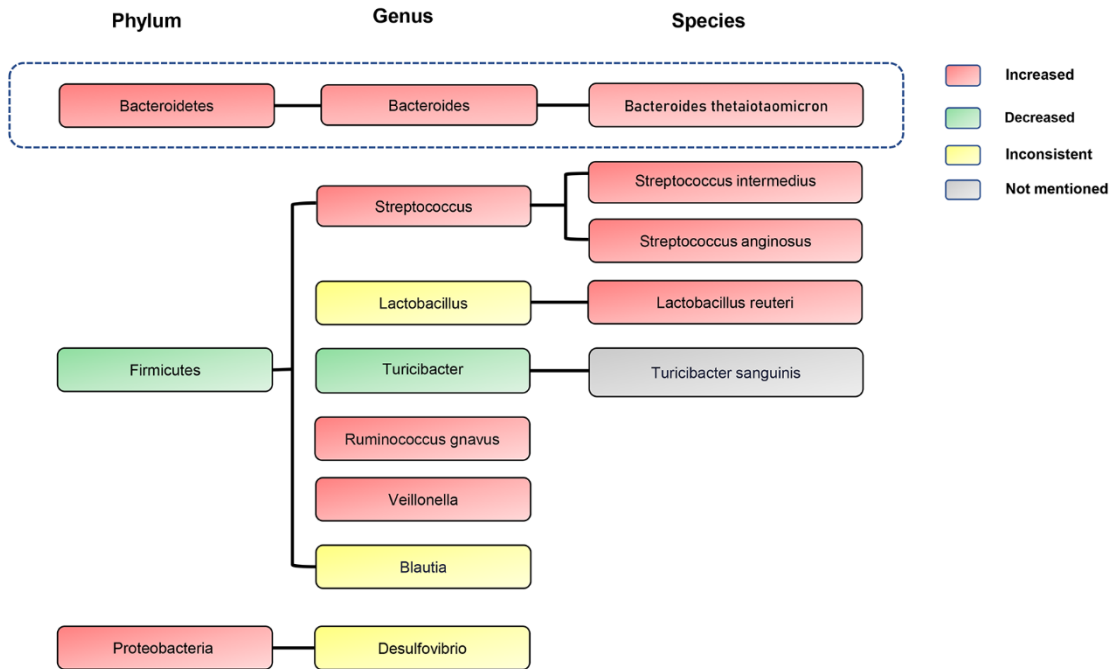 Phylum
Genus
Species
Bacteroidetes
Bacteroides
Bacteroides thetaiotaomicron
Increased
Decreased
Inconsistent
Not mentioned
Streptococcus
Streptococcus intermedius
Streptococcus anginosus
Lactobacillus
Lactobacillus reuteri
Firmicutes
Turicibacter
Turicibacter sanguinis
Ruminococcus gnavus
Veillonella
Blautia
Proteobacteria
Desulfovibrio